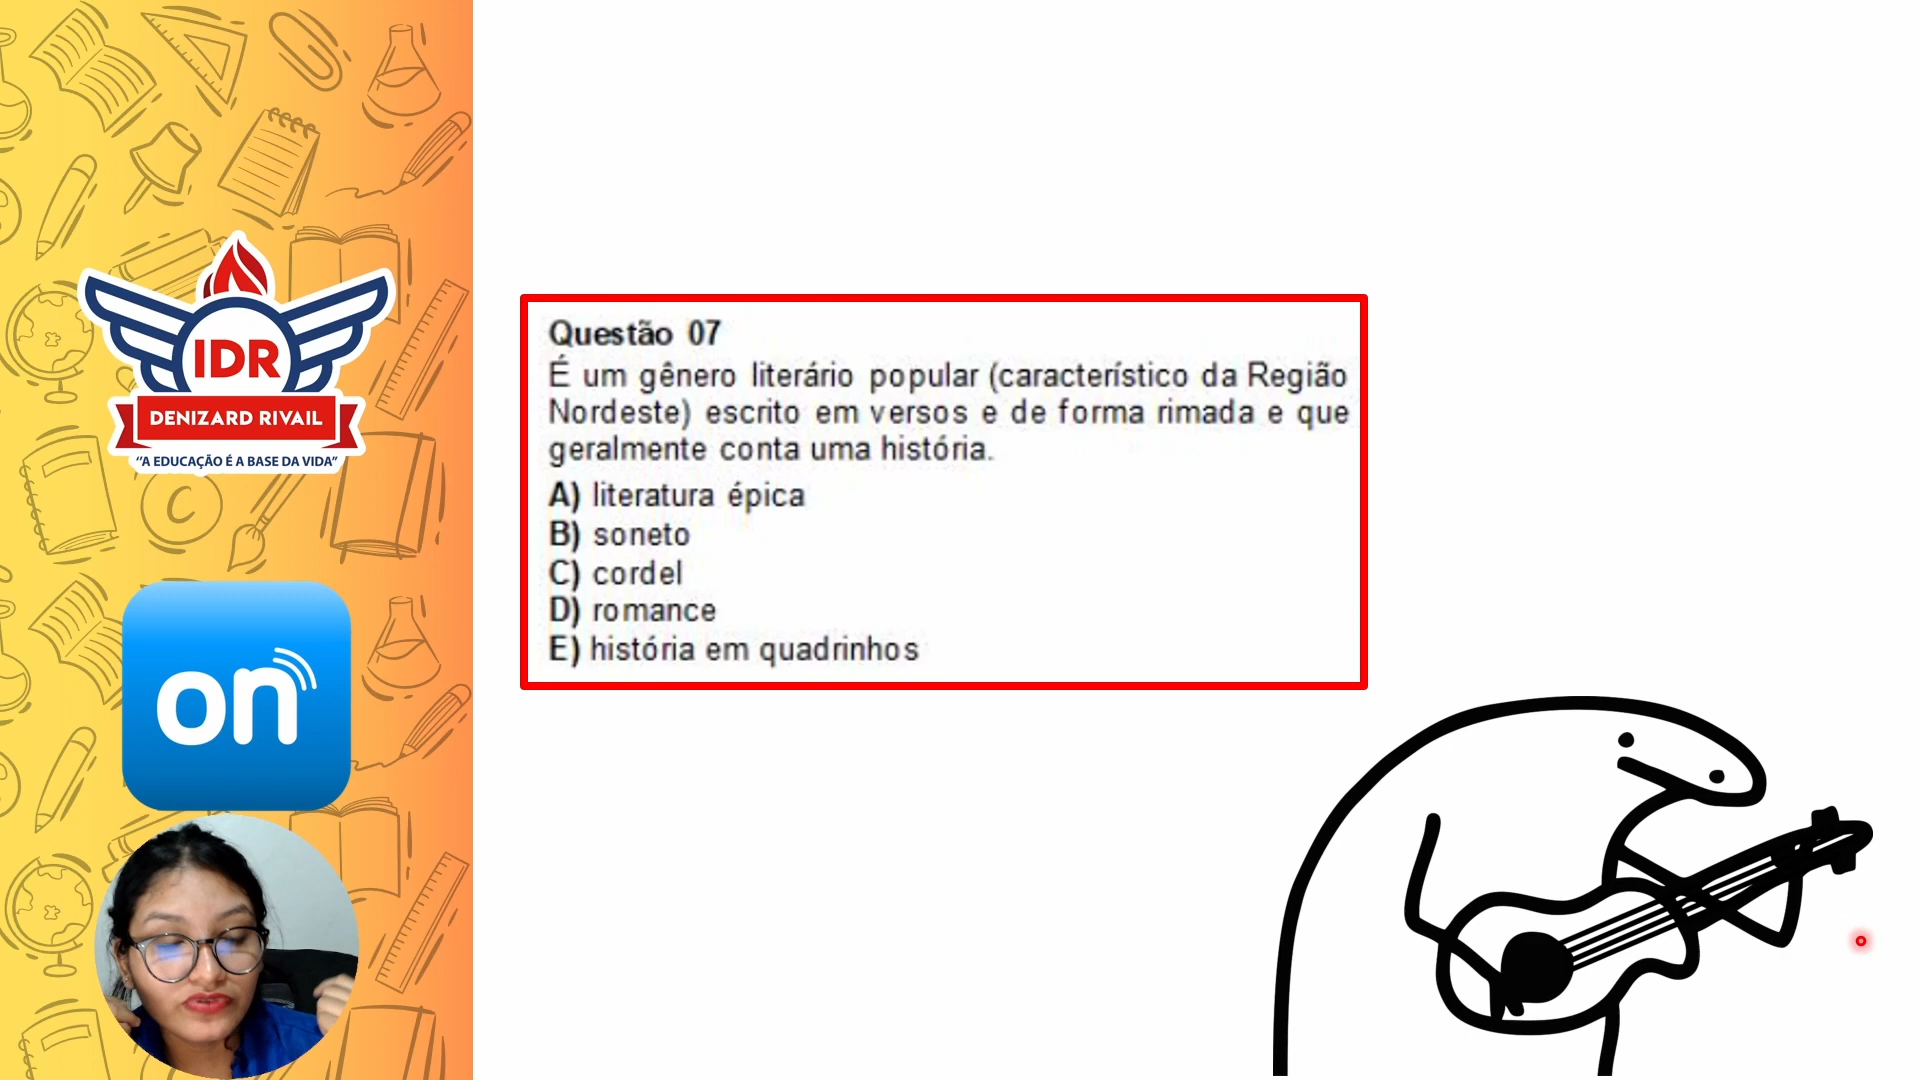 IDR
DENIZARD RIVAIL
"A EDUCAÇÃO É A BASE DA VIDA"
on
Questão 07
É um gênero literário popular (característico da Região
Nordeste) escrito em versos e de forma rimada e que
geralmente conta uma história.
A) literatura épica
B) soneto
C) cordel
D) romance
E) história em quadrinhos